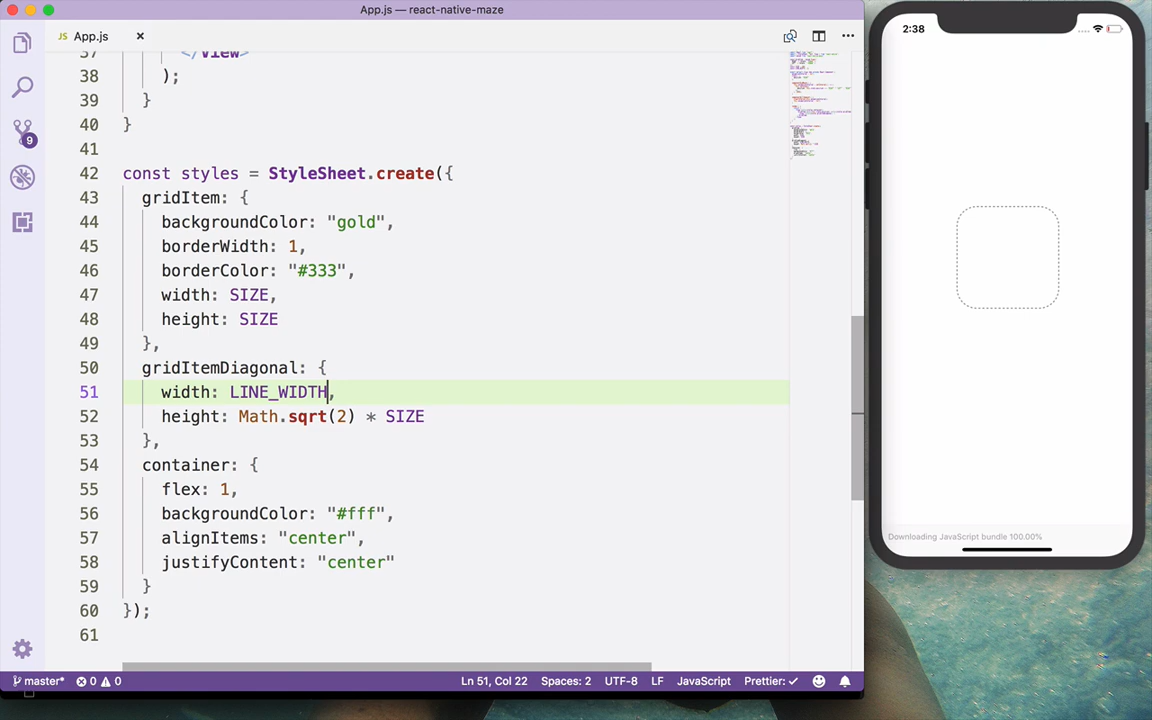 App.js — react-native-maze
JS App.js ×
37 </View>
38 );
39 }
40 }
41
42 const styles = StyleSheet.create({
43 gridItem: {
44 backgroundColor: "gold",
45 borderWidth: 1,
46 borderColor: "#333",
47 width: SIZE,
48 height: SIZE
49 },
50 gridItemDiagonal: {
51 width: LINE_WIDTH,
52 height: Math.sqrt(2) * SIZE
53 },
54 container: {
55 flex: 1,
56 backgroundColor: "#fff",
57 alignItems: "center",
58 justifyContent: "center"
59 }
60 });
61
9
master* 0 0 Ln 51, Col 22 Spaces: 2 UTF-8 LF JavaScript Prettier: ✓
2:38
Downloading JavaScript bundle 100.00%